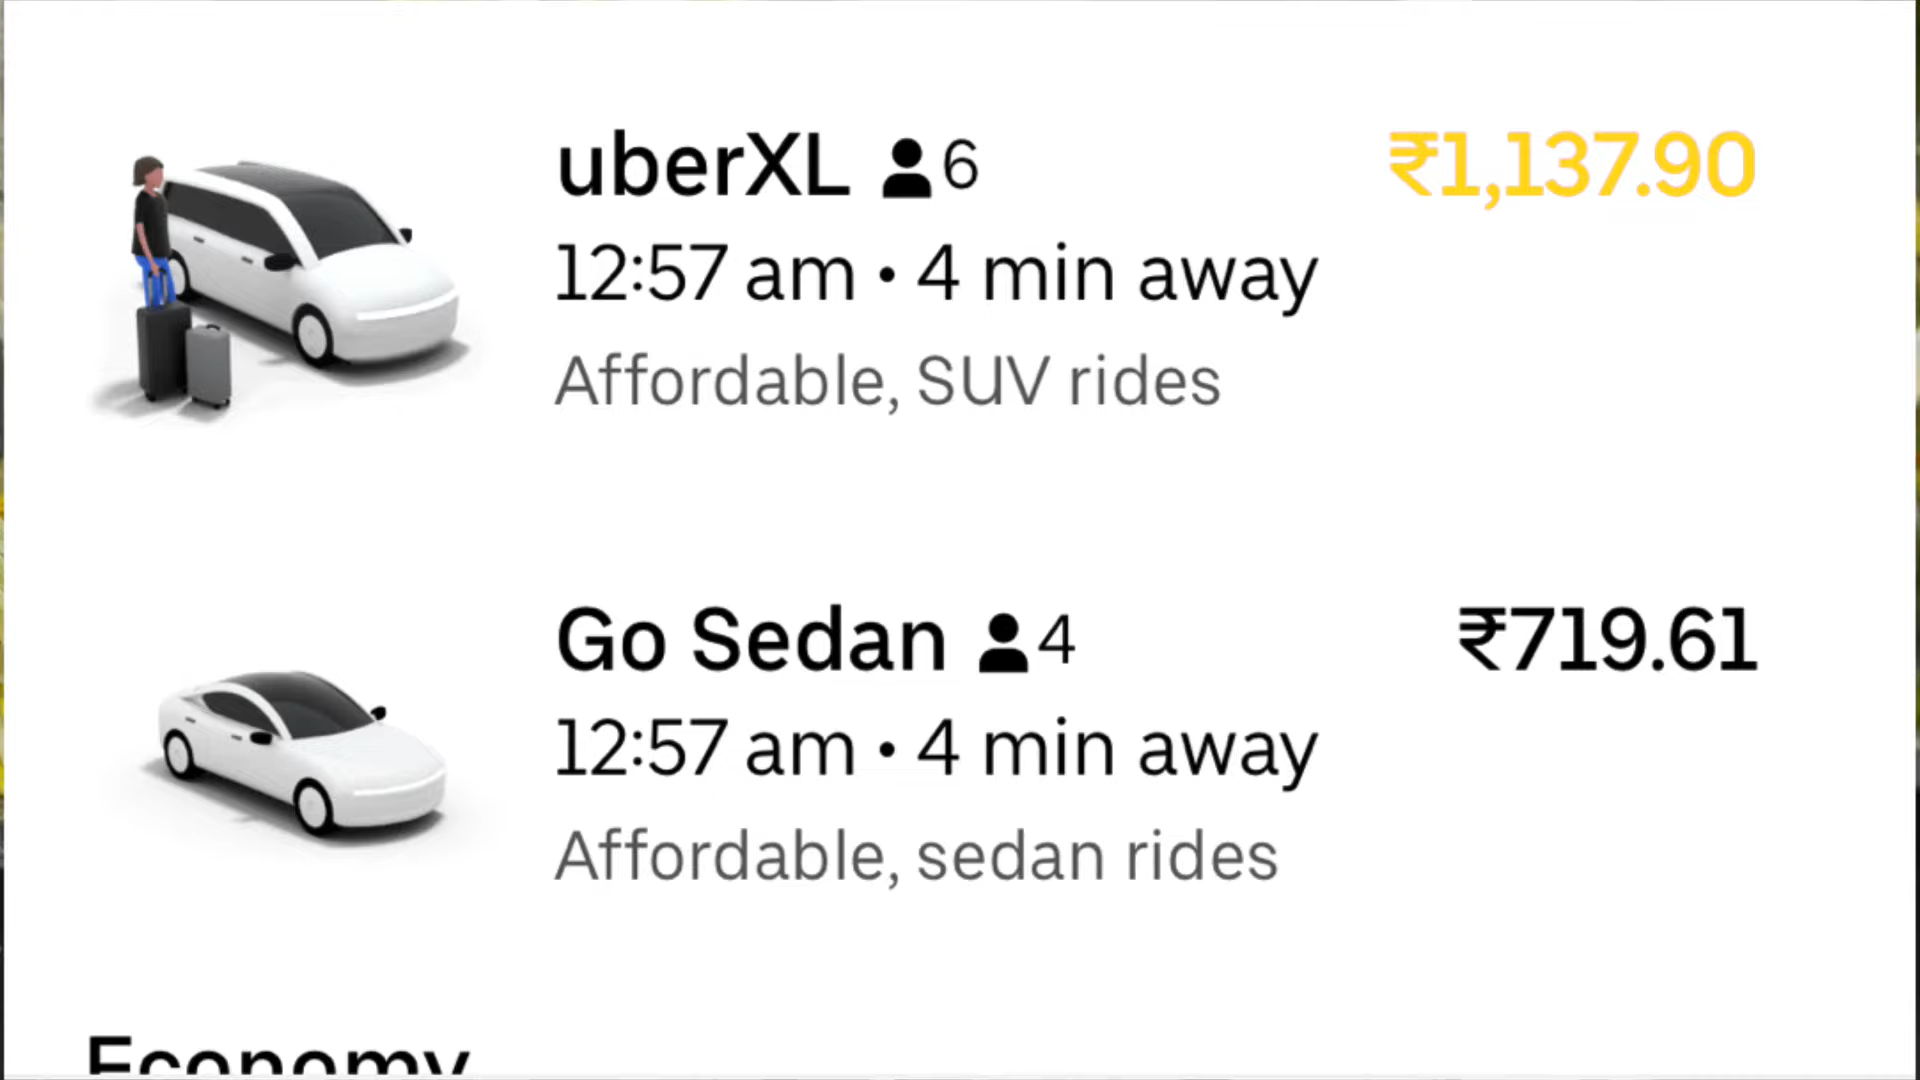 uberXL 6 ₹1,137.90
12:57 am • 4 min away
Affordable, SUV rides
Go Sedan 4 ₹719.61
12:57 am • 4 min away
Affordable, sedan rides
Economy